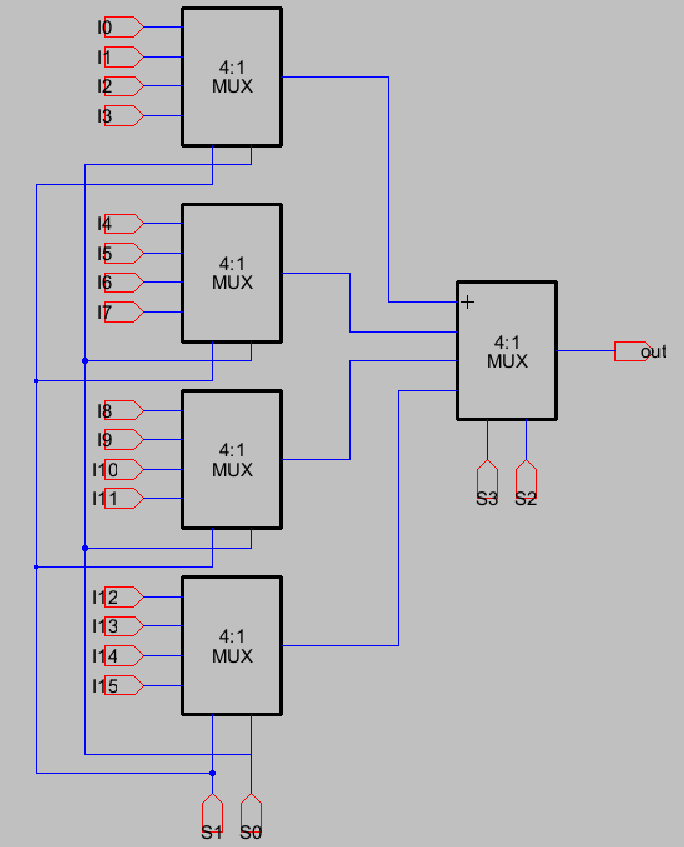 I0
I1
I2
I3
4:1
MUX
I4
I5
I6
I7
4:1
MUX
+
4:1
MUX
out
I8
I9
I10
I11
4:1
MUX
S3
S2
I12
I13
I14
I15
4:1
MUX
S1
S0